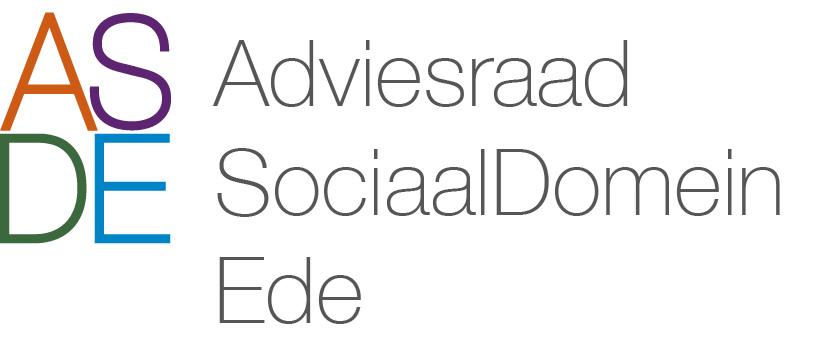 AS
DE
Adviesraad
SociaalDomein
Ede